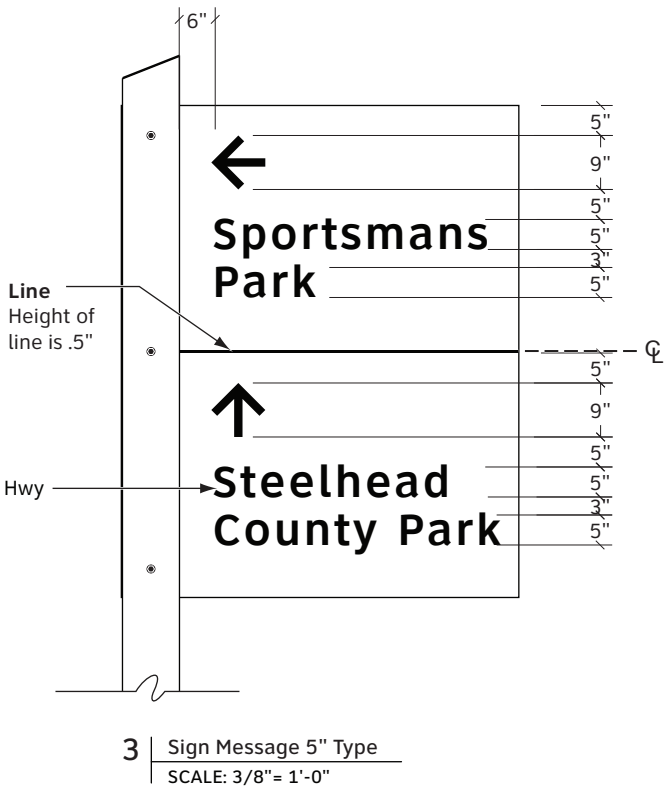 6"
5"
9"
5"
Sportsmans
5"
3"
Park
5"
Line
Height of
line is .5"
℄
5"
9"
5"
Steelhead
5"
Hwy
3"
County Park
5"
3
Sign Message 5" Type
SCALE: 3/8"= 1'-0"